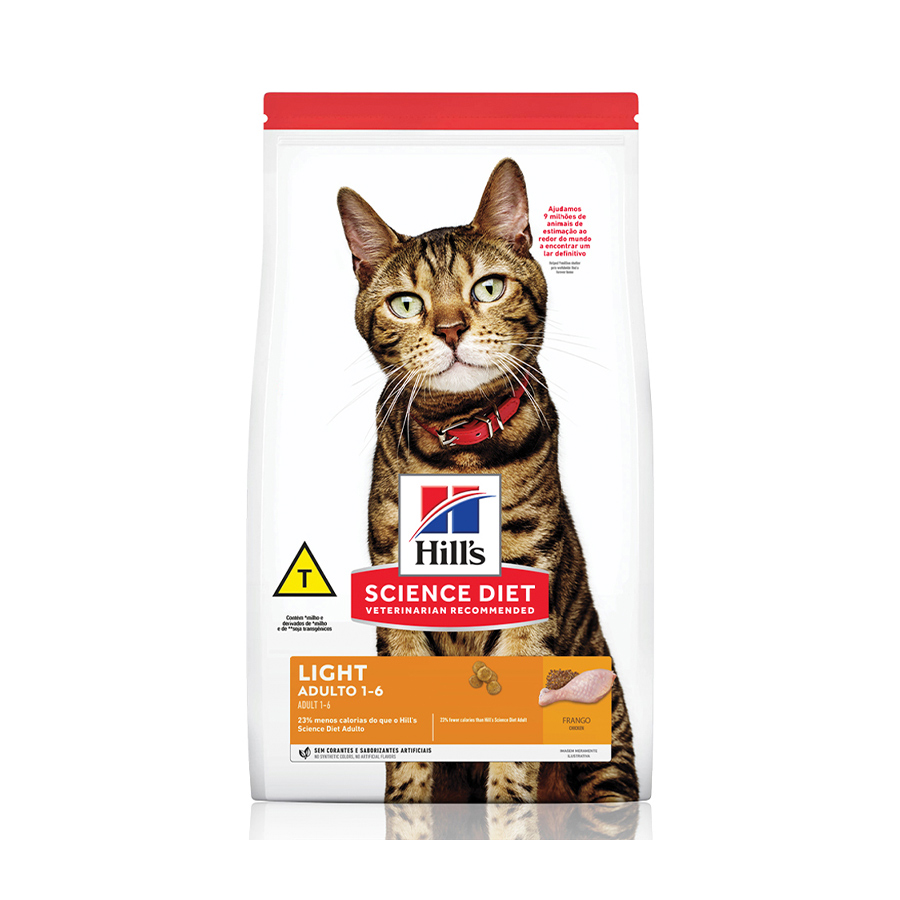 Ajudamos
9 milhões de
animais de
estimação ao
redor do mundo
a encontrar um
lar definitivo
T
Contém *milho e
derivados de *milho
e de **soja transgênicos
Hill's
SCIENCE DIET
VETERINARIAN RECOMMENDED
LIGHT
ADULTO 1-6
ADULT 1-6
23% menos calorias do que o Hill's
Science Diet Adulto
23% fewer calories than Hill's Science Diet Adult
FRANGO
CHICKEN
SEM CORANTES E SABORIZANTES ARTIFICIAIS
NO SYNTHETIC COLORS, NO ARTIFICIAL FLAVORS
IMAGEM MERAMENTE
ILUSTRATIVA